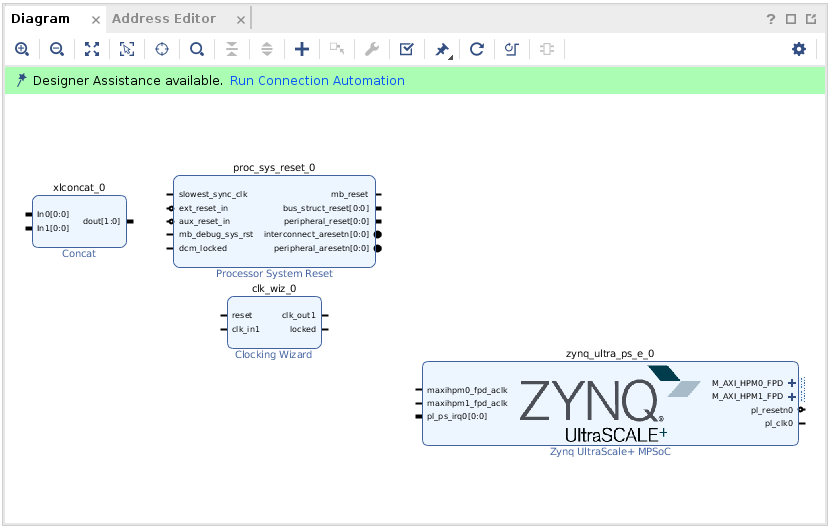 Diagram × Address Editor ×
? 
Designer Assistance available. Run Connection Automation
xlconcat_0
In0[0:0]
In1[0:0]
dout[1:0]
Concat
proc_sys_reset_0
slowest_sync_clk
ext_reset_in
aux_reset_in
mb_debug_sys_rst
dcm_locked
mb_reset
bus_struct_reset[0:0]
peripheral_reset[0:0]
interconnect_aresetn[0:0]
peripheral_aresetn[0:0]
Processor System Reset
clk_wiz_0
reset
clk_in1
clk_out1
locked
Clocking Wizard
zynq_ultra_ps_e_0
maxihpm0_fpd_aclk
maxihpm1_fpd_aclk
pl_ps_irq0[0:0]
ZYNQ®
UltraSCALE+
M_AXI_HPM0_FPD
M_AXI_HPM1_FPD
pl_resetn0
pl_clk0
Zynq UltraScale+ MPSoC